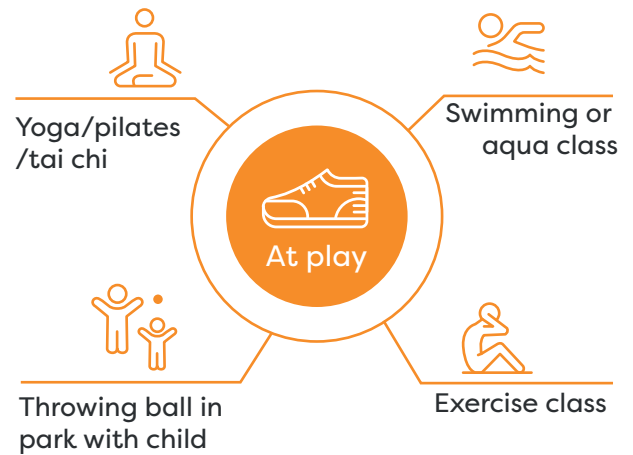 Yoga/pilates
/tai chi
Swimming or
aqua class
At play
Throwing ball in
park with child
Exercise class